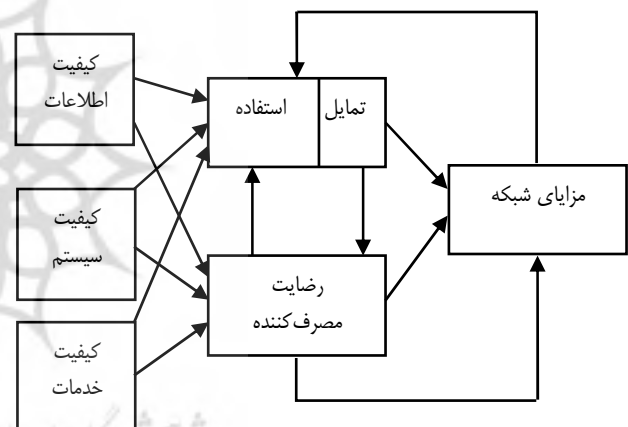 کیفیت
اطلاعات
استفاده
تمایل
کیفیت
سیستم
مزایای شبکه
رضایت
مصرف‌کننده
کیفیت
خدمات